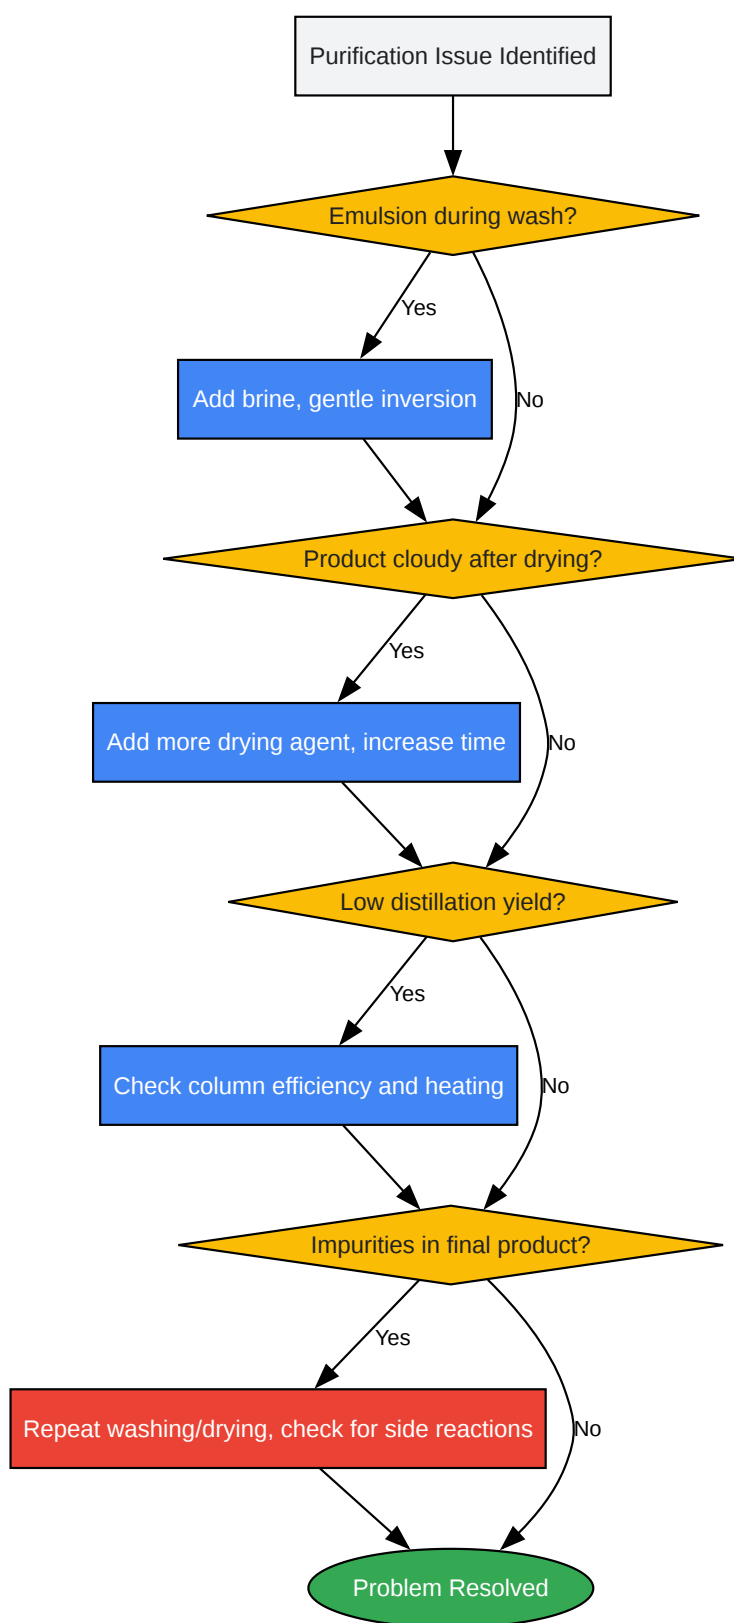 Purification Issue Identified
Emulsion during wash?
Yes
Add brine, gentle inversion
No
Product cloudy after drying?
Yes
Add more drying agent, increase time
No
Low distillation yield?
Yes
Check column efficiency and heating
No
Impurities in final product?
Yes
Repeat washing/drying, check for side reactions
No
Problem Resolved